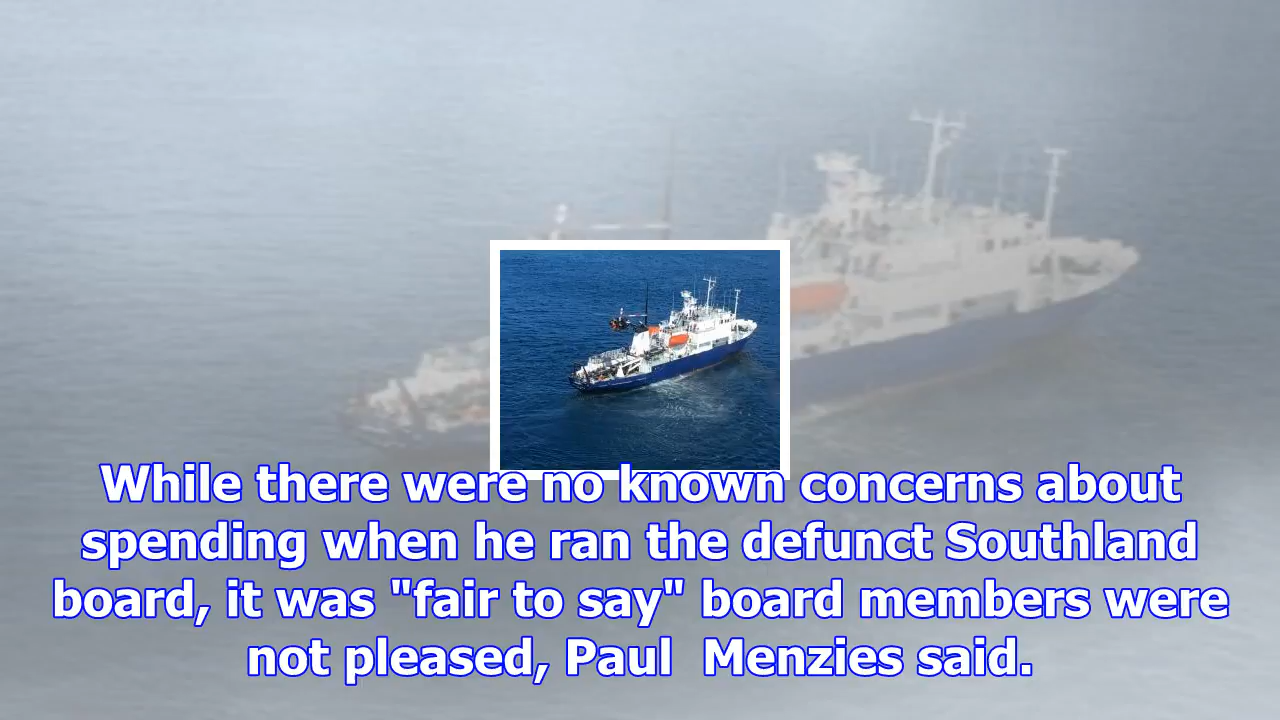 While there were no known concerns about
spending when he ran the defunct Southland
board, it was "fair to say" board members were
not pleased, Paul  Menzies said.